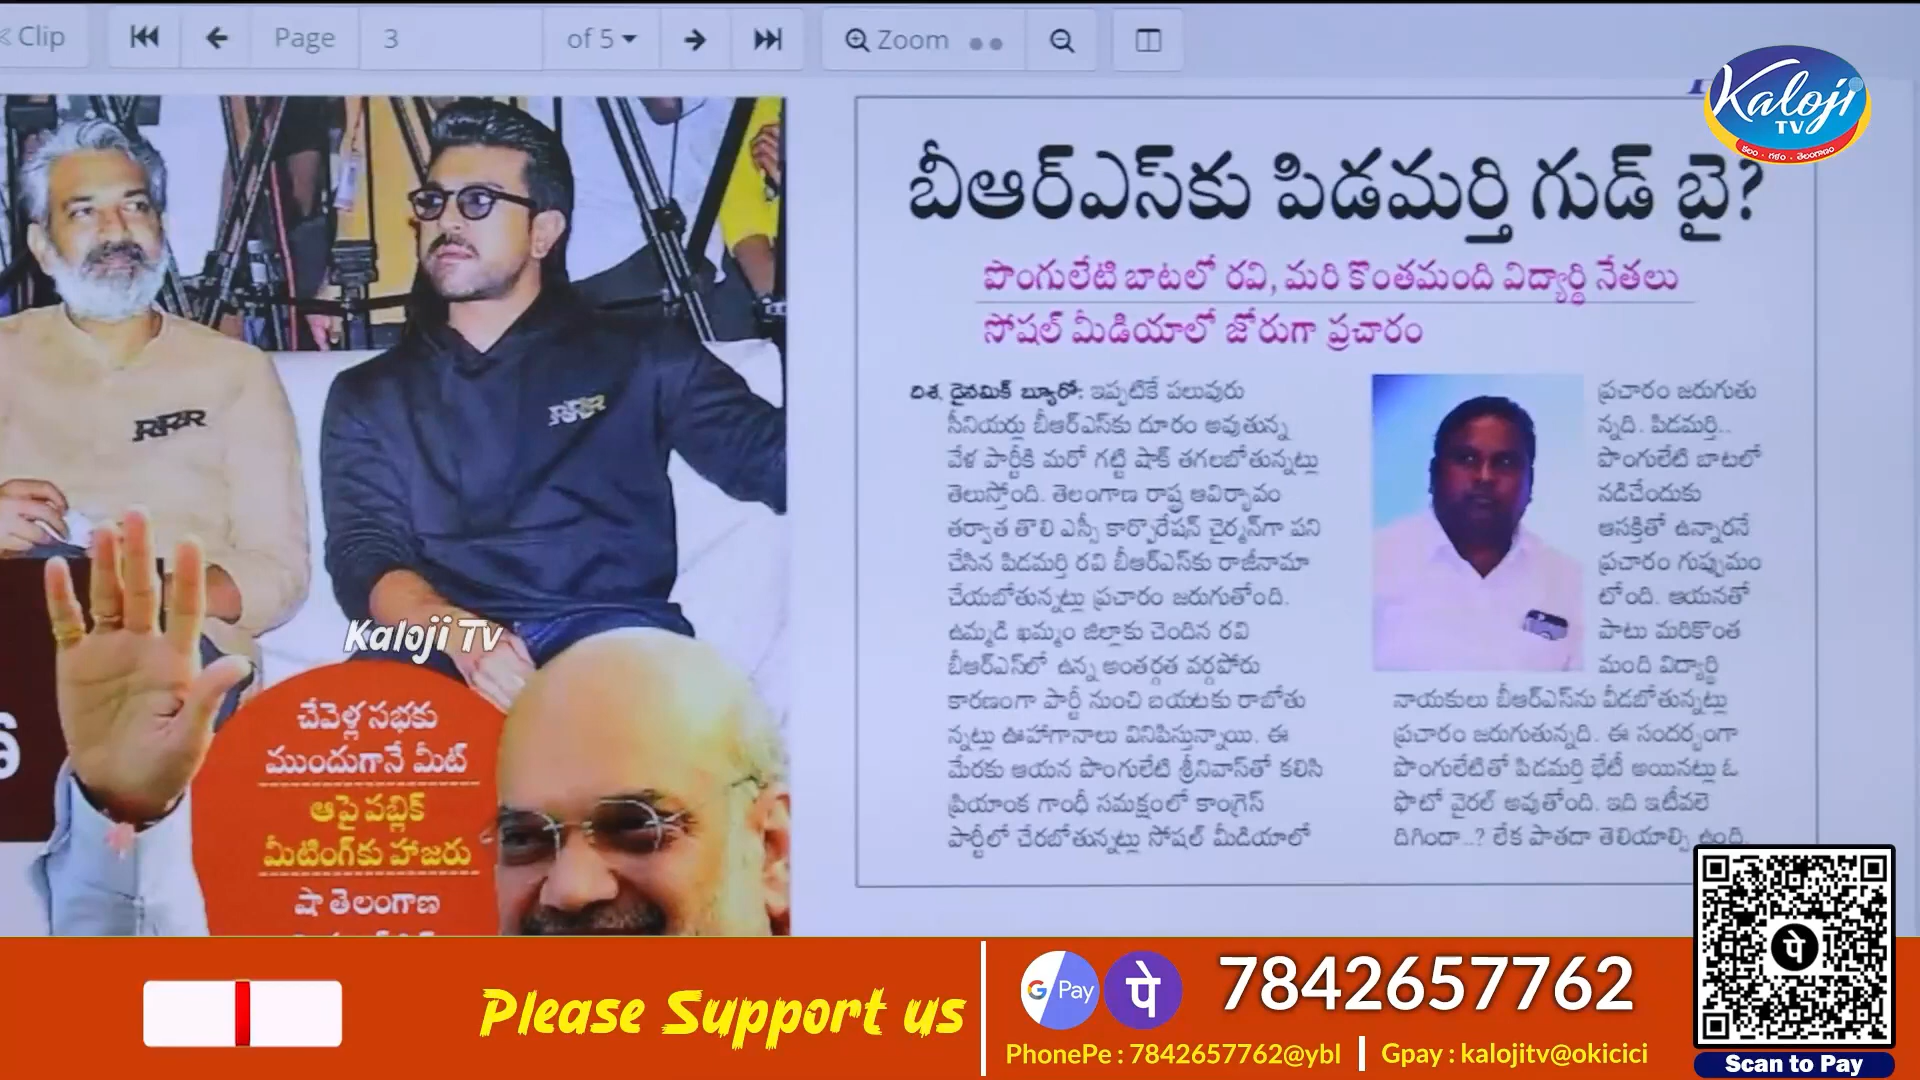 Clip
Page
3
of 5
Zoom
Kaloji
TV
కలం - గళం - తెలంగాణం
బీఆర్ఎస్‌కు పిడమర్తి గుడ్ బై?
పొంగులేటి బాటలో రవి, మరి కొంతమంది విద్యార్థి నేతలు
సోషల్ మీడియాలో జోరుగా ప్రచారం
దిశ, డైనమిక్ బ్యూరో: ఇప్పటికే పలువురు
సీనియర్లు బీఆర్ఎస్‌కు దూరం అవుతున్న
వేళ పార్టీకి మరో గట్టి షాక్ తగలబోతున్నట్లు
తెలుస్తోంది. తెలంగాణ రాష్ట్ర ఆవిర్భావం
తర్వాత తొలి ఎస్సీ కార్పొరేషన్ చైర్మన్‌గా పని
చేసిన పిడమర్తి రవి బీఆర్ఎస్‌కు రాజీనామా
చేయబోతున్నట్లు ప్రచారం జరుగుతోంది.
ఉమ్మడి ఖమ్మం జిల్లాకు చెందిన రవి
బీఆర్ఎస్‌లో ఉన్న అంతర్గత వర్గపోరు
కారణంగా పార్టీ నుంచి బయటకు రాబోతు
న్నట్లు ఊహాగానాలు వినిపిస్తున్నాయి. ఈ
మేరకు ఆయన పొంగులేటి శ్రీనివాస్‌తో కలిసి
ప్రియాంక గాంధీ సమక్షంలో కాంగ్రెస్
పార్టీలో చేరబోతున్నట్లు సోషల్ మీడియాలో
ప్రచారం జరుగుతు
న్నది. పిడమర్తి..
పొంగులేటి బాటలో
నడిచేందుకు
ఆసక్తితో ఉన్నారనే
ప్రచారం గుప్పుమం
టోంది. ఆయనతో
పాటు మరికొంత
మంది విద్యార్థి
నాయకులు బీఆర్ఎస్‌ను వీడబోతున్నట్లు
ప్రచారం జరుగుతున్నది. ఈ సందర్భంగా
పొంగులేటితో పిడమర్తి భేటీ అయినట్లు ఓ
ఫొటో వైరల్ అవుతోంది. ఇది ఇటీవలె
దిగిందా..? లేక పాతదా తెలియాల్సి ఉంది.
RRR
RRR
Kaloji Tv
చేవెళ్ల సభకు
ముందుగానే మీట్
ఆపై పబ్లిక్
మీటింగ్‌కు హాజరు
షా తెలంగాణ
Please Support us
G Pay
पे
7842657762
PhonePe : 7842657762@ybl
Gpay : kalojitv@okicici
पे
Scan to Pay